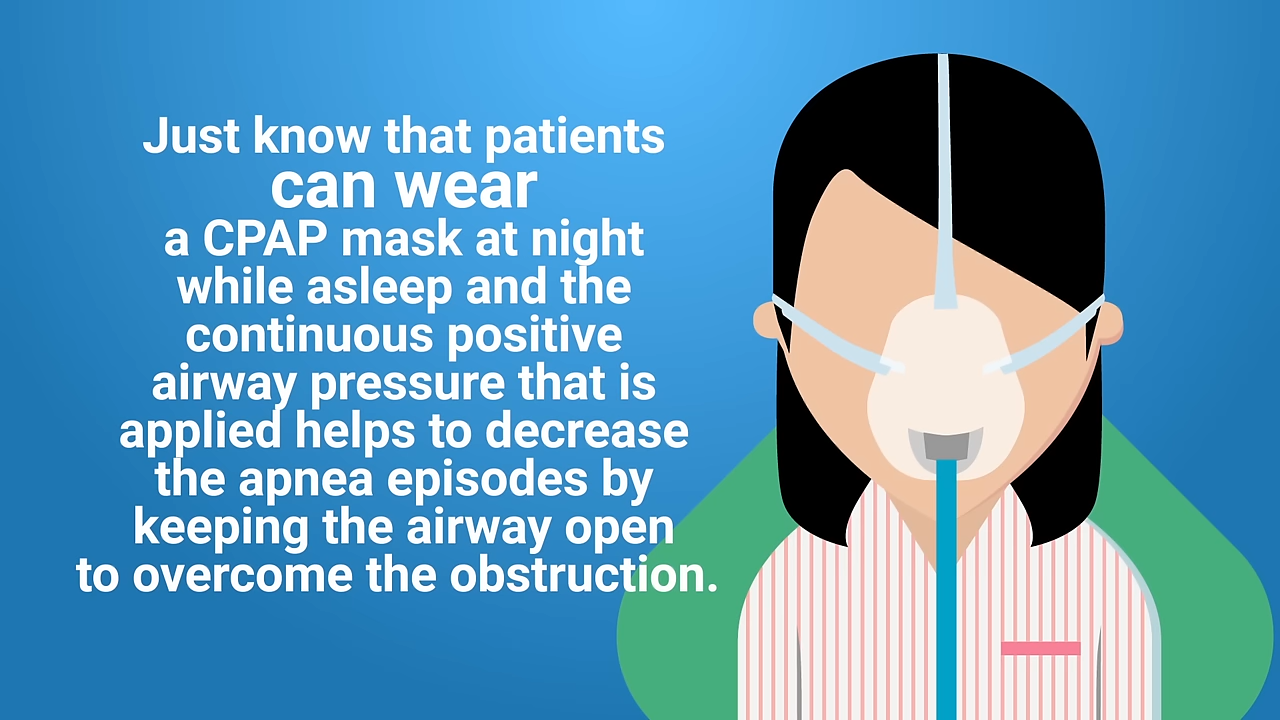 Just know that patients
can wear
a CPAP mask at night
while asleep and the
continuous positive
airway pressure that is
applied helps to decrease
the apnea episodes by
keeping the airway open
to overcome the obstruction.